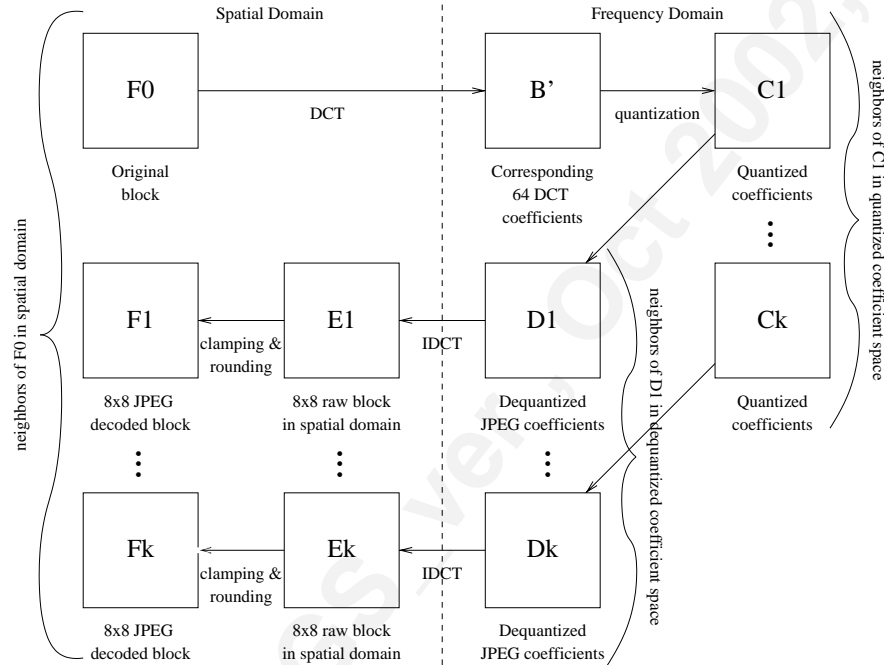 Spatial Domain
Frequency Domain
F0
B'
C1
DCT
quantization
Original
block
Corresponding
64 DCT
coefficients
Quantized
coefficients
F1
E1
D1
Ck
clamping &
rounding
IDCT
8x8 JPEG
decoded block
8x8 raw block
in spatial domain
Dequantized
JPEG coefficients
Quantized
coefficients
Fk
Ek
Dk
clamping &
rounding
IDCT
8x8 JPEG
decoded block
8x8 raw block
in spatial domain
Dequantized
JPEG coefficients
neighbors of F0 in spatial domain
neighbors of D1 in dequantized coefficient space
neighbors of C1 in quantized coefficient space
CS_ver, Oct 2002,